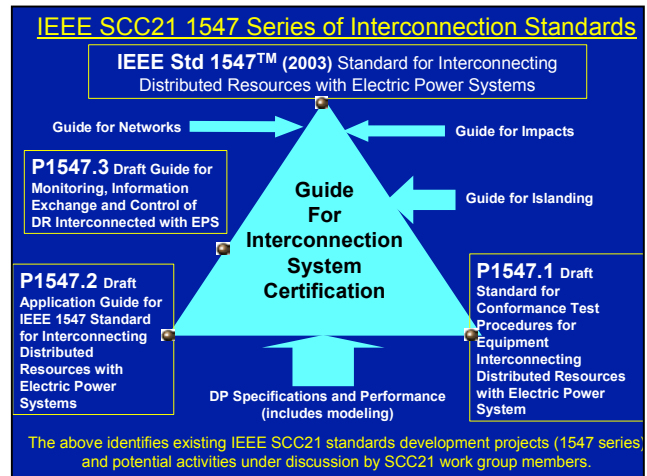 IEEE SCC21 1547 Series of Interconnection Standards
IEEE Std 1547TM (2003) Standard for Interconnecting
Distributed Resources with Electric Power Systems
Guide for Networks
Guide for Impacts
P1547.3 Draft Guide for
Monitoring, Information
Exchange and Control of
DR Interconnected with EPS
Guide
For
Interconnection
System
Certification
Guide for Islanding
P1547.2 Draft
Application Guide for
IEEE 1547 Standard
for Interconnecting
Distributed
Resources with
Electric Power
Systems
P1547.1 Draft
Standard for
Conformance Test
Procedures for
Equipment
Interconnecting
Distributed Resources
with Electric Power
System
DP Specifications and Performance
(includes modeling)
The above identifies existing IEEE SCC21 standards development projects (1547 series)
and potential activities under discussion by SCC21 work group members.